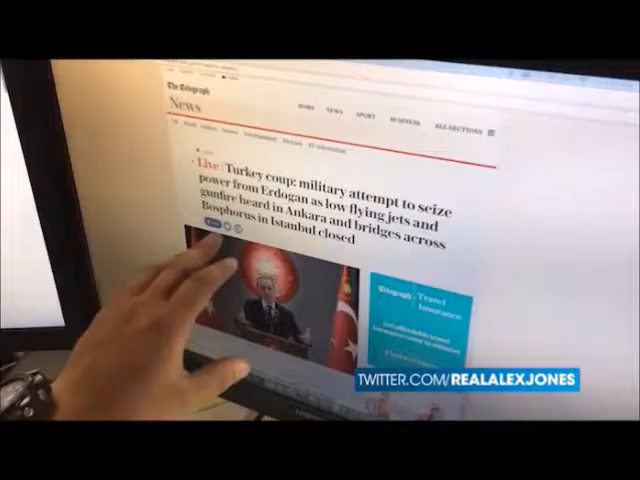 The Telegraph
News
HOME NEWS SPORT BUSINESS ALL SECTIONS
Live Turkey coup: military attempt to seize
power from Erdogan as low flying jets and
gunfire heard in Ankara and bridges across
Bosphorus in Istanbul closed
Telegraph Travel
Insurance
TWITTER.COM/REALALEXJONES